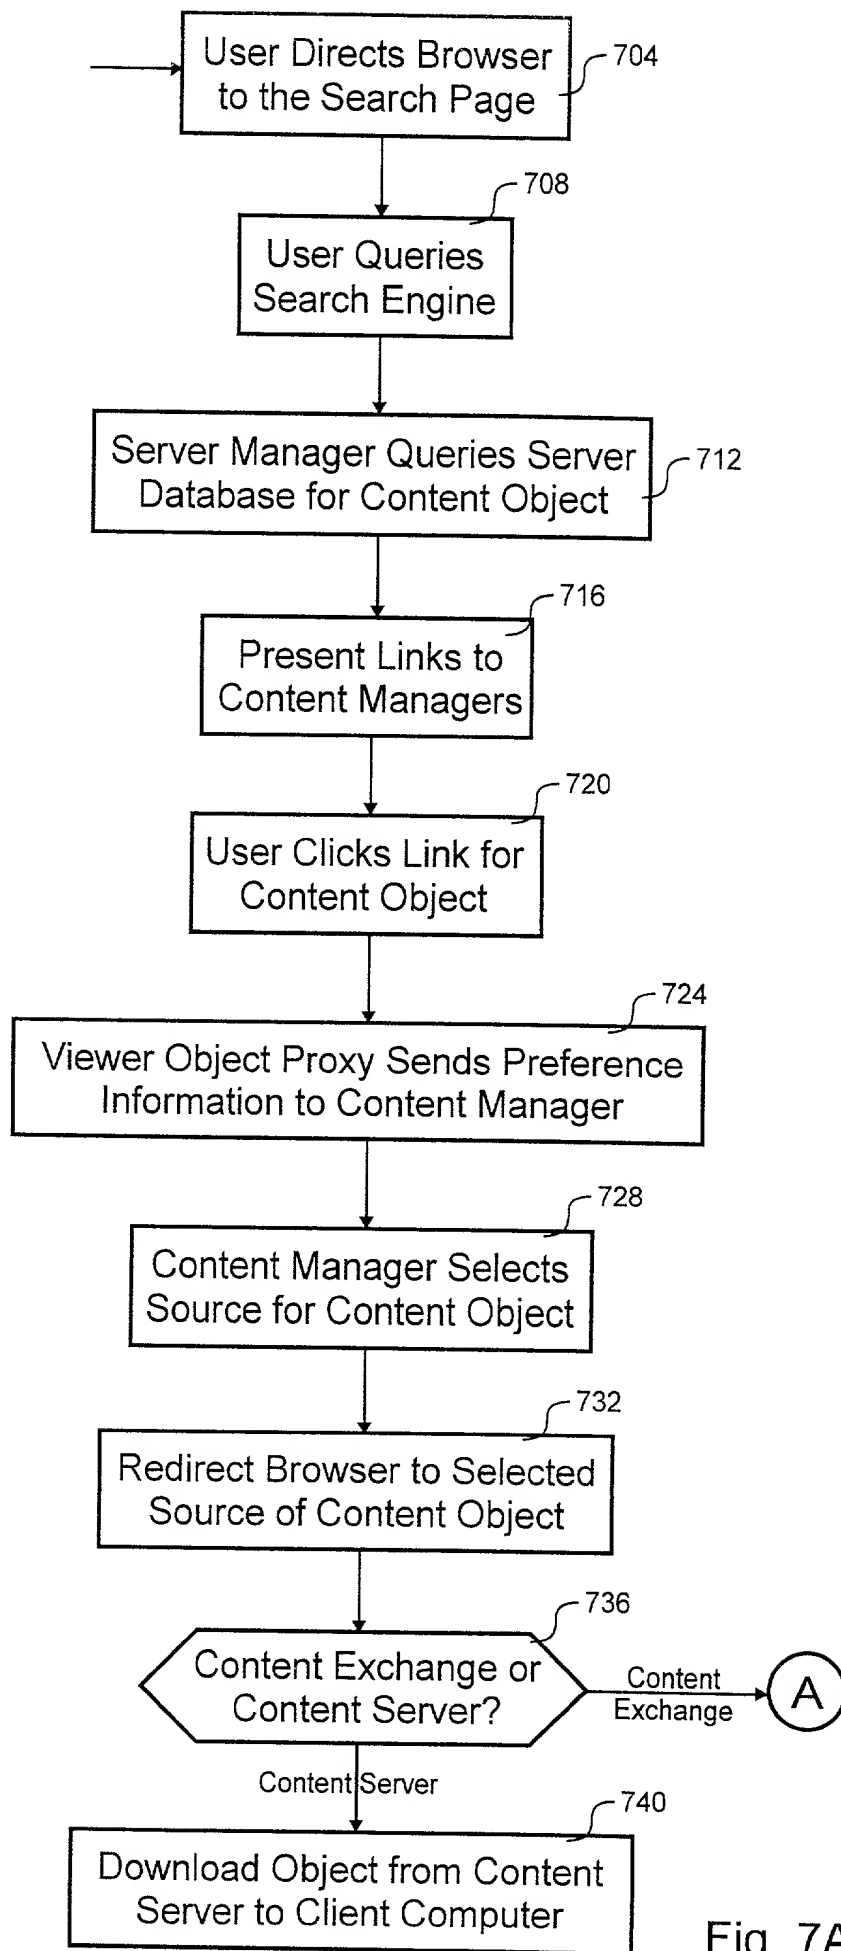 User Directs Browser
to the Search Page
704
708
User Queries
Search Engine
Server Manager Queries Server
Database for Content Object
712
716
Present Links to
Content Managers
720
User Clicks Link for
Content Object
724
Viewer Object Proxy Sends Preference
Information to Content Manager
728
Content Manager Selects
Source for Content Object
732
Redirect Browser to Selected
Source of Content Object
736
Content Exchange or
Content Server?
Content
Exchange
A
Content Server
740
Download Object from Content
Server to Client Computer
Fig. 7A